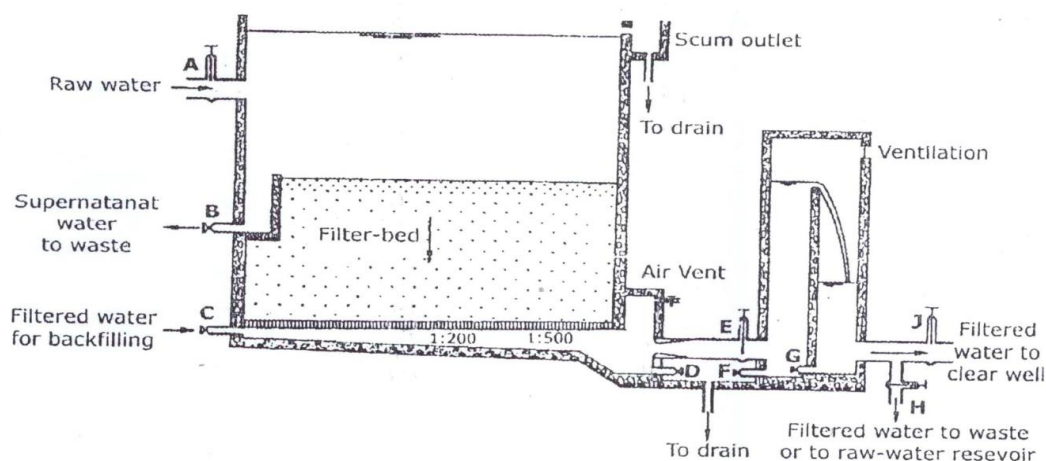 Scum outlet
A
Raw water
To drain
Ventilation
Supernatanat
water
to waste
B
Filter-bed
Air Vent
C
Filtered water
for backfilling
1:200
1:500
E
J
Filtered
water to
clear well
D
F
G
H
To drain
Filtered water to waste
or to raw-water resevoir